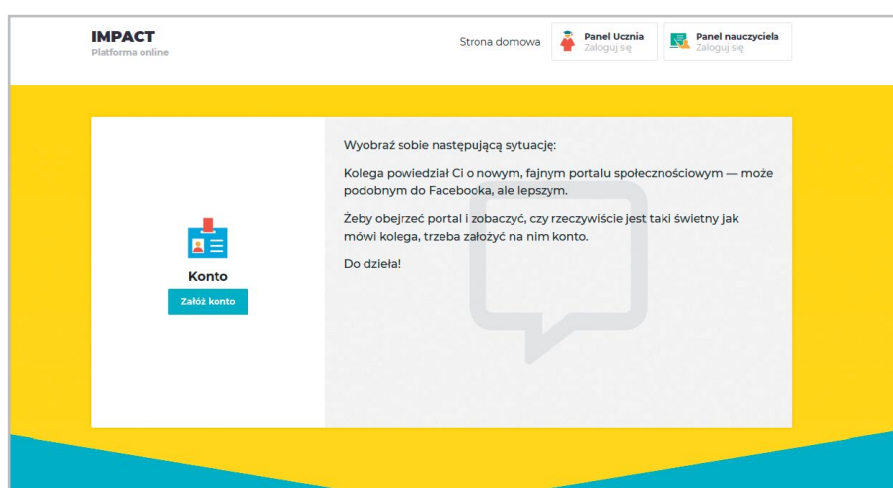 IMPACT
Platforma online
Strona domowa
Panel Ucznia
Zaloguj się
Panel nauczyciela
Zaloguj się
Wyobraź sobie następującą sytuację:
Kolega powiedział Ci o nowym, fajnym portalu społecznościowym — może
podobnym do Facebooka, ale lepszym.
Żeby obejrzeć portal i zobaczyć, czy rzeczywiście jest taki świetny jak
mówi kolega, trzeba założyć na nim konto.
Do dzieła!
Konto
Załóż konto